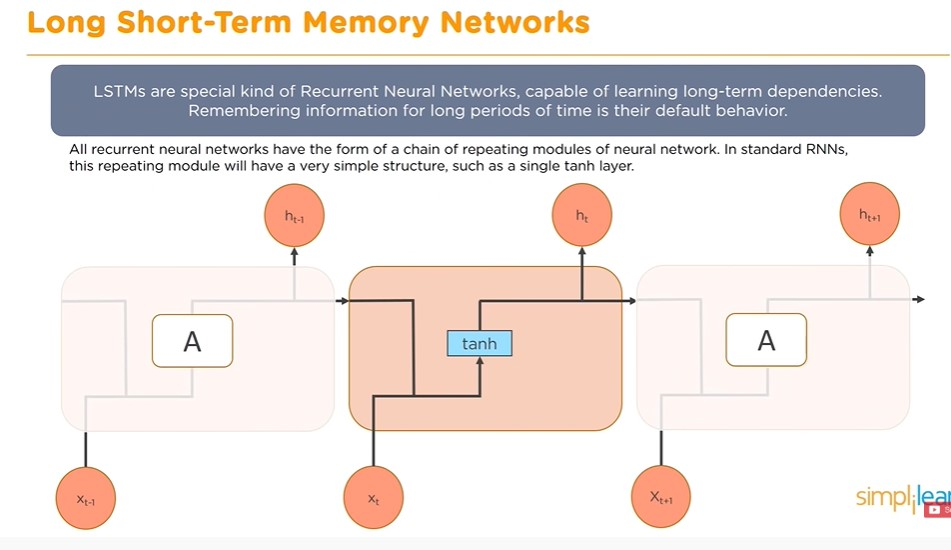 Long Short-Term Memory Networks
LSTMs are special kind of Recurrent Neural Networks, capable of learning long-term dependencies.
Remembering information for long periods of time is their default behavior.
All recurrent neural networks have the form of a chain of repeating modules of neural network. In standard RNNs,
this repeating module will have a very simple structure, such as a single tanh layer.
hₜ₋₁
hₜ
hₜ₊₁
A
tanh
A
xₜ₋₁
xₜ
Xₜ₊₁